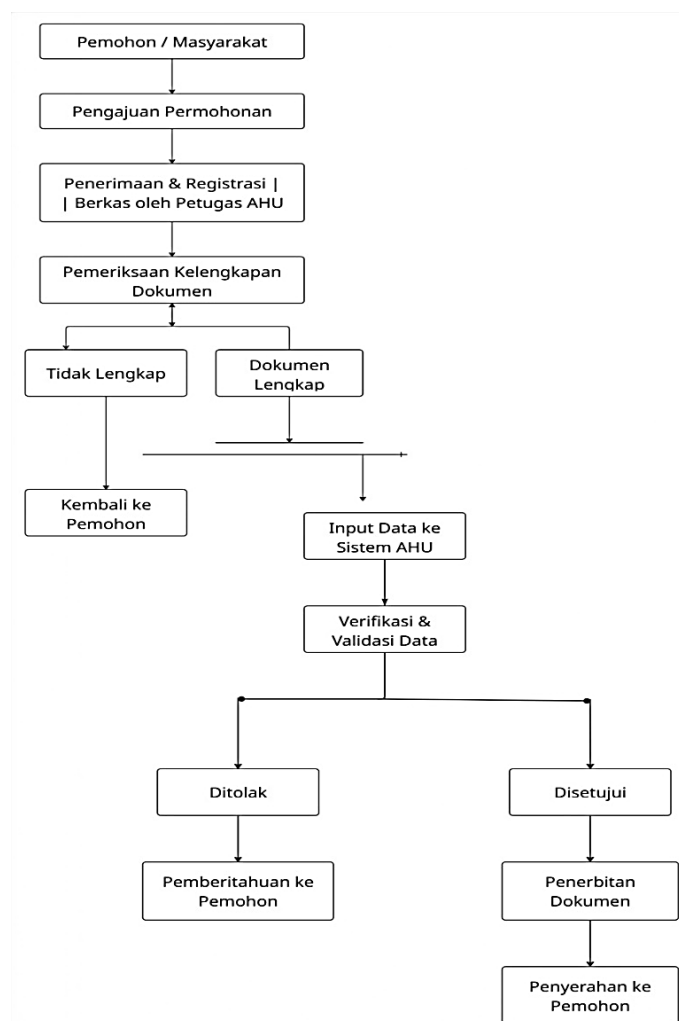 Pemohon / Masyarakat
Pengajuan Permohonan
Penerimaan & Registrasi |
| Berkas oleh Petugas AHU
Pemeriksaan Kelengkapan
Dokumen
Tidak Lengkap
Dokumen
Lengkap
Kembali ke
Pemohon
Input Data ke
Sistem AHU
Verifikasi &
Validasi Data
Ditolak
Disetujui
Pemberitahuan ke
Pemohon
Penerbitan
Dokumen
Penyerahan ke
Pemohon